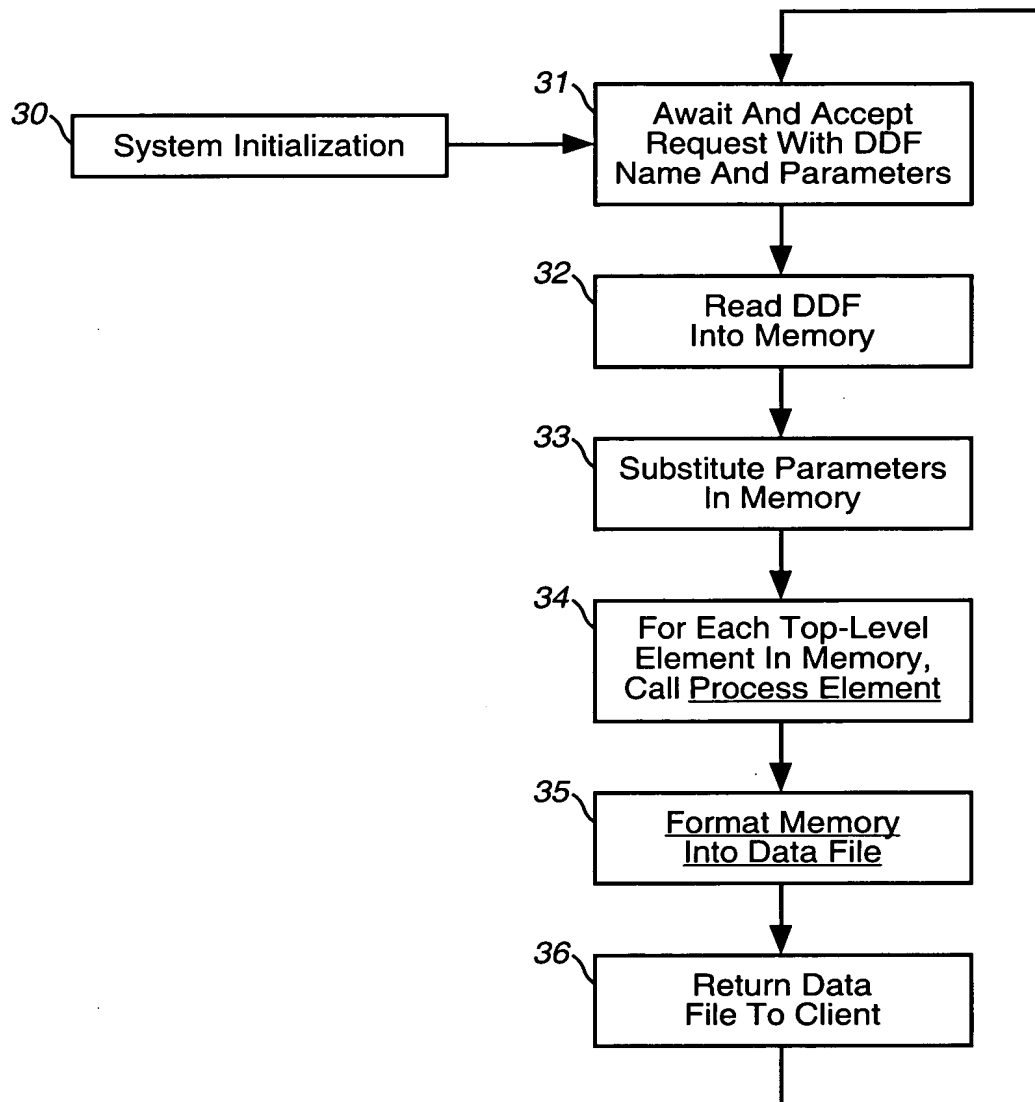 30
System Initialization
31
Await And Accept
Request With DDF
Name And Parameters
32
Read DDF
Into Memory
33
Substitute Parameters
In Memory
34
For Each Top-Level
Element In Memory,
Call Process Element
35
Format Memory
Into Data File
36
Return Data
File To Client